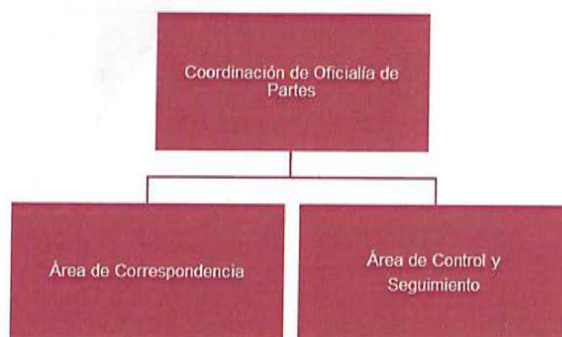 Coordinación de Oficialía de
Partes
Área de Correspondencia
Área de Control y
Seguimiento